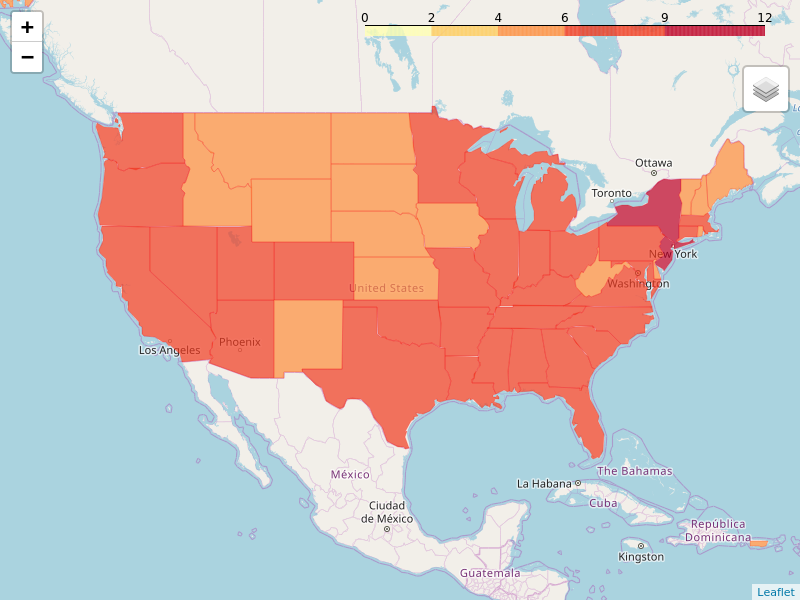 +
−
0 2 4 6 9 12
Ottawa
Toronto
New York
Washington
United States
Los Angeles
Phoenix
México
Ciudad
de México
La Habana
The Bahamas
Cuba
República
Dominicana
Kingston
Guatemala
Leaflet